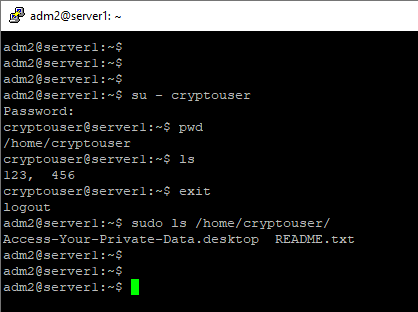 adm2@server1: ~
adm2@server1:~$
adm2@server1:~$
adm2@server1:~$
adm2@server1:~$ su - cryptouser
Password:
cryptouser@server1:~$ pwd
/home/cryptouser
cryptouser@server1:~$ ls
123,  456
cryptouser@server1:~$ exit
logout
adm2@server1:~$ sudo ls /home/cryptouser/
Access-Your-Private-Data.desktop  README.txt
adm2@server1:~$
adm2@server1:~$
adm2@server1:~$